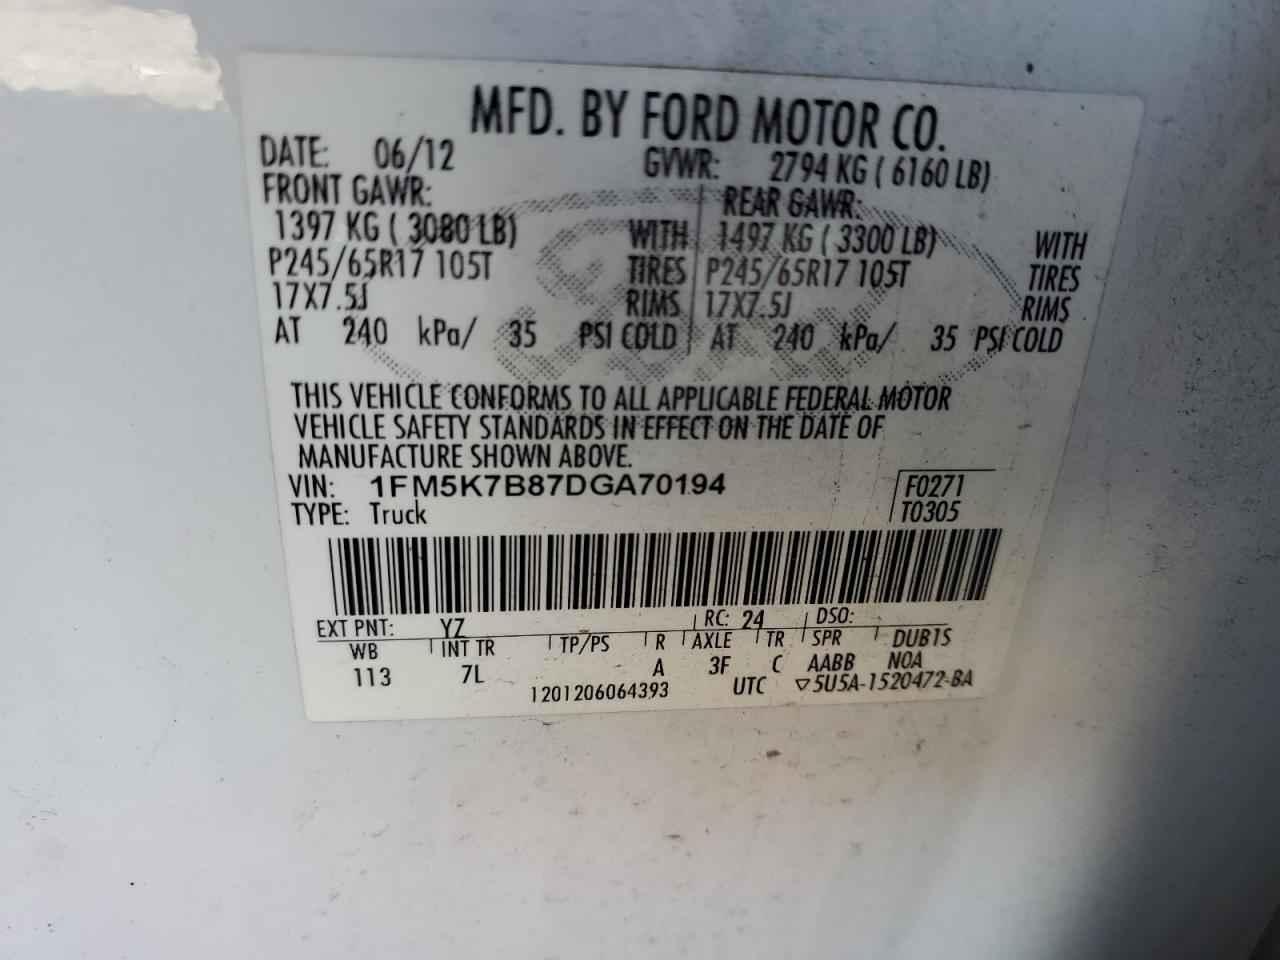 MFD. BY FORD MOTOR CO.
DATE: 06/12 GVWR: 2794 KG ( 6160 LB)
FRONT GAWR: REAR GAWR:
1397 KG ( 3080 LB) WITH 1497 KG ( 3300 LB) WITH
P245/65R17 105T TIRES P245/65R17 105T TIRES
17X7.5J RIMS 17X7.5J RIMS
AT 240 kPa/ 35 PSI COLD AT 240 kPa/ 35 PSI COLD
THIS VEHICLE CONFORMS TO ALL APPLICABLE FEDERAL MOTOR
VEHICLE SAFETY STANDARDS IN EFFECT ON THE DATE OF
MANUFACTURE SHOWN ABOVE.
VIN: 1FM5K7B87DGA70194 F0271
TYPE: Truck T0305
EXT PNT: YZ RC: 24 DSO:
WB INT TR TP/PS R AXLE TR SPR DUB1S
113 7L A 3F C AABB N0A
1201206064393 UTC ▽5U5A-1520472-BA